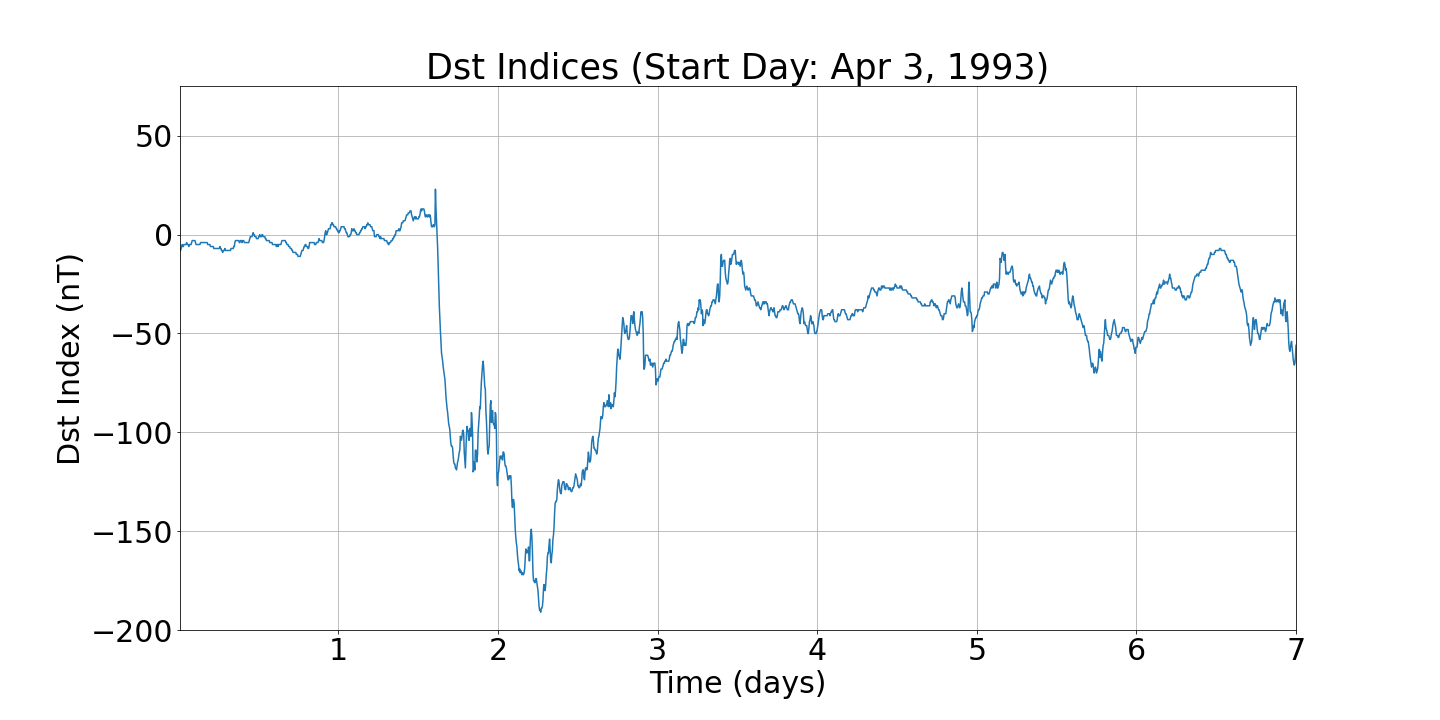 Dst Indices (Start Day: Apr 3, 1993)
50
0
−50
−100
−150
−200
Dst Index (nT)
1 2 3 4 5 6 7
Time (days)